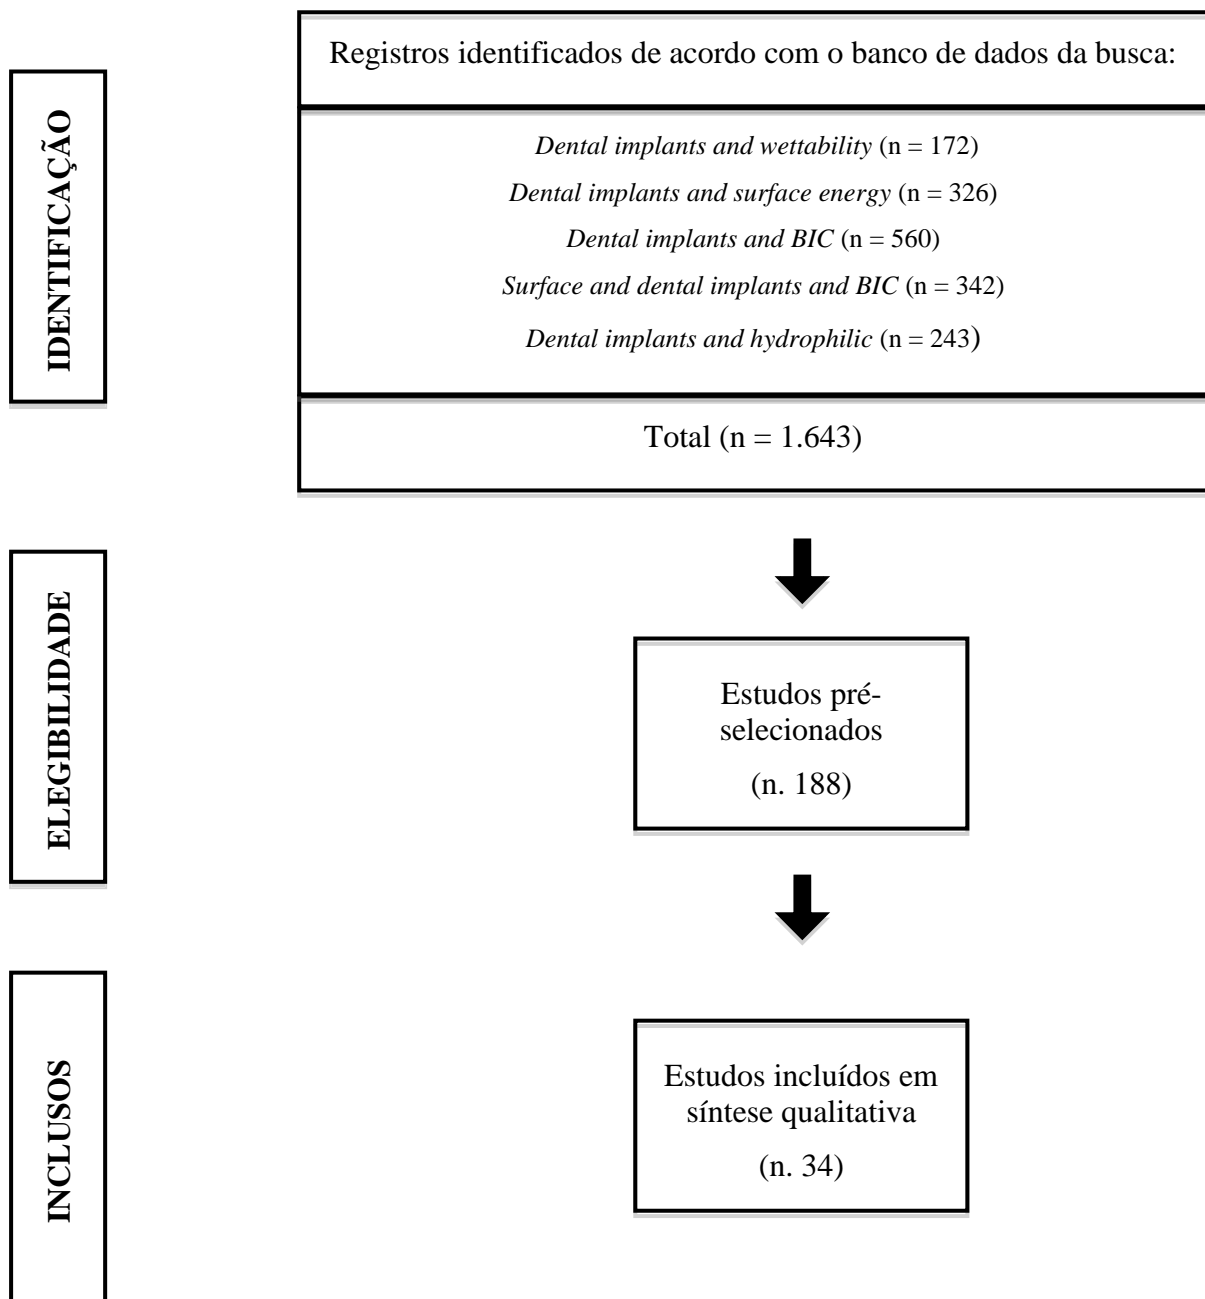 Registros identificados de acordo com o banco de dados da busca:
IDENTIFICAÇÃO
Dental implants and wettability (n = 172)
Dental implants and surface energy (n = 326)
Dental implants and BIC (n = 560)
Surface and dental implants and BIC (n = 342)
Dental implants and hydrophilic (n = 243)
Total (n = 1.643)
ELEGIBILIDADE
Estudos pré-
selecionados
(n. 188)
INCLUSOS
Estudos incluídos em
síntese qualitativa
(n. 34)